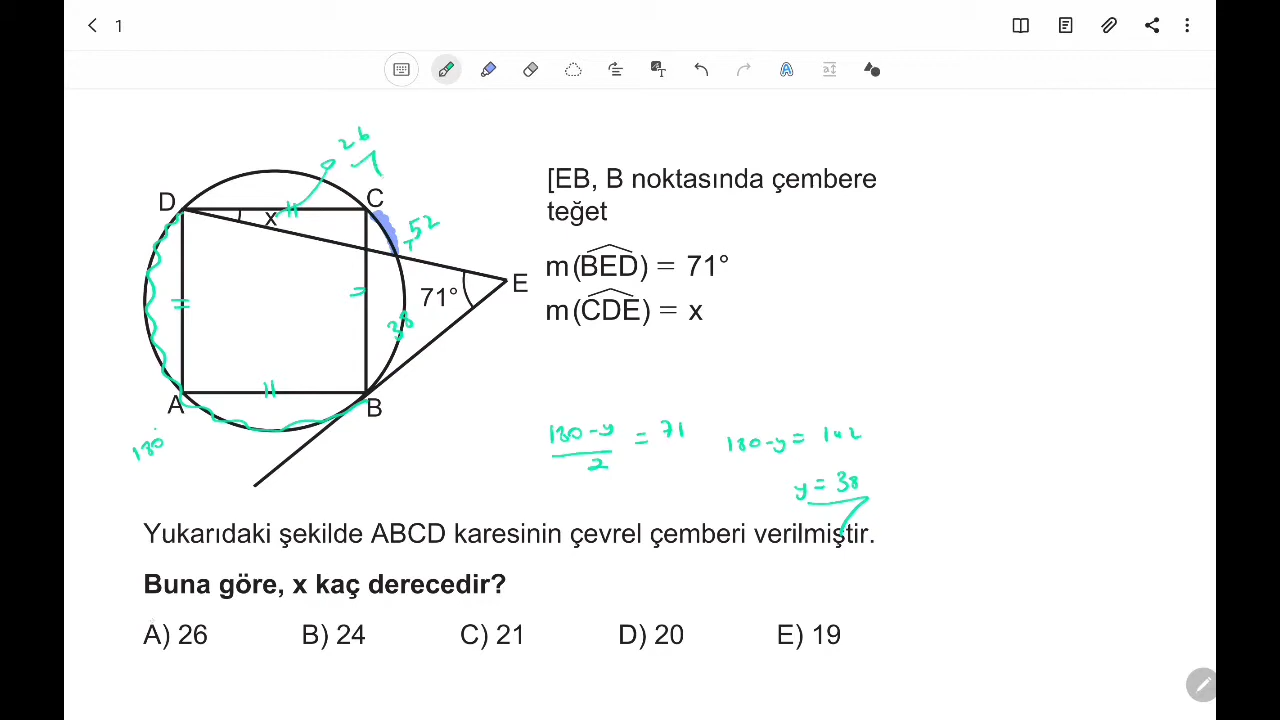 1
26
D
C
x
52
[EB, B noktasında çembere
teğet
m(BED) = 71°
E
71°
m(CDE) = x
38
A
B
180°
180-y / 2 = 71
180-y = 142
y = 38
Yukarıdaki şekilde ABCD karesinin çevrel çemberi verilmiştir.
Buna göre, x kaç derecedir?
A) 26 B) 24 C) 21 D) 20 E) 19